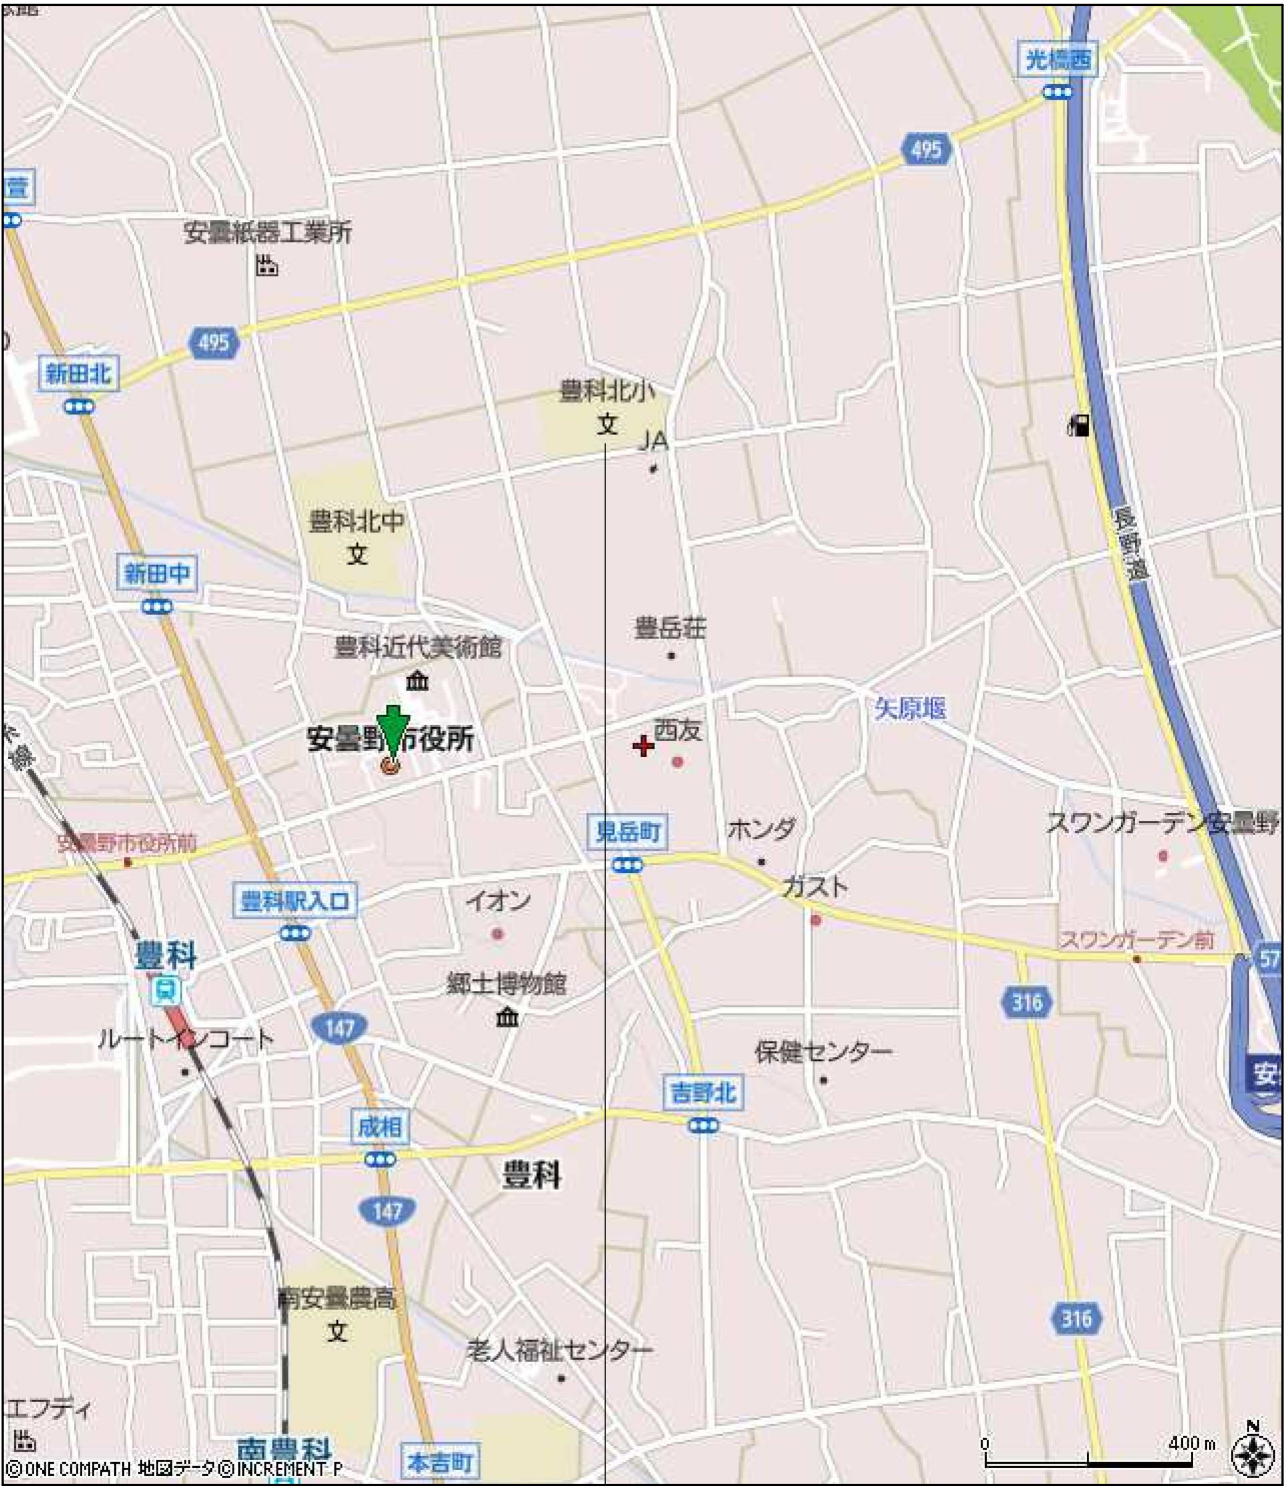 光橋西
495
萱
安曇紙器工業所
495
新田北
豊科北小
文
JA
豊科北中
文
長野道
新田中
豊岳荘
豊科近代美術館
矢原堰
西友
安曇野市役所
線
見岳町
ホンダ
スワンガーデン安曇野
安曇野市役所前
ガスト
豊科駅入口
イオン
スワンガーデン前
豊科
57
郷土博物館
316
147
ルートインコート
保健センター
安
吉野北
成相
豊科
147
南安曇農高
文
316
老人福祉センター
エフディ
N
0 400m
南豊科
本吉町
©ONE COMPATH 地図データ©INCREMENT P